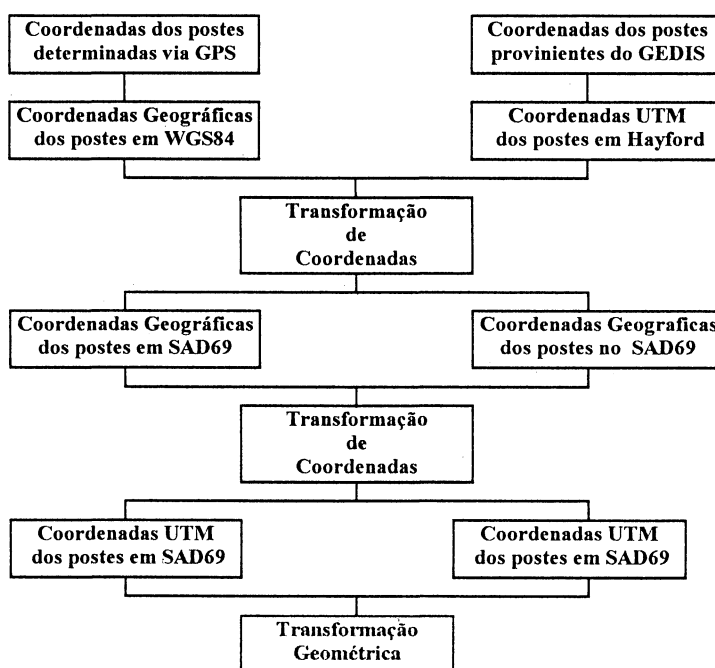 Coordenadas dos postes
determinadas via GPS
Coordenadas dos postes
provinientes do GEDIS
Coordenadas Geográficas
dos postes em WGS84
Coordenadas UTM
dos postes em Hayford
Transformação
de
Coordenadas
Coordenadas Geográficas
dos postes em SAD69
Coordenadas Geograficas
dos postes no SAD69
Transformação
de
Coordenadas
Coordenadas UTM
dos postes em SAD69
Coordenadas UTM
dos postes em SAD69
Transformação
Geométrica